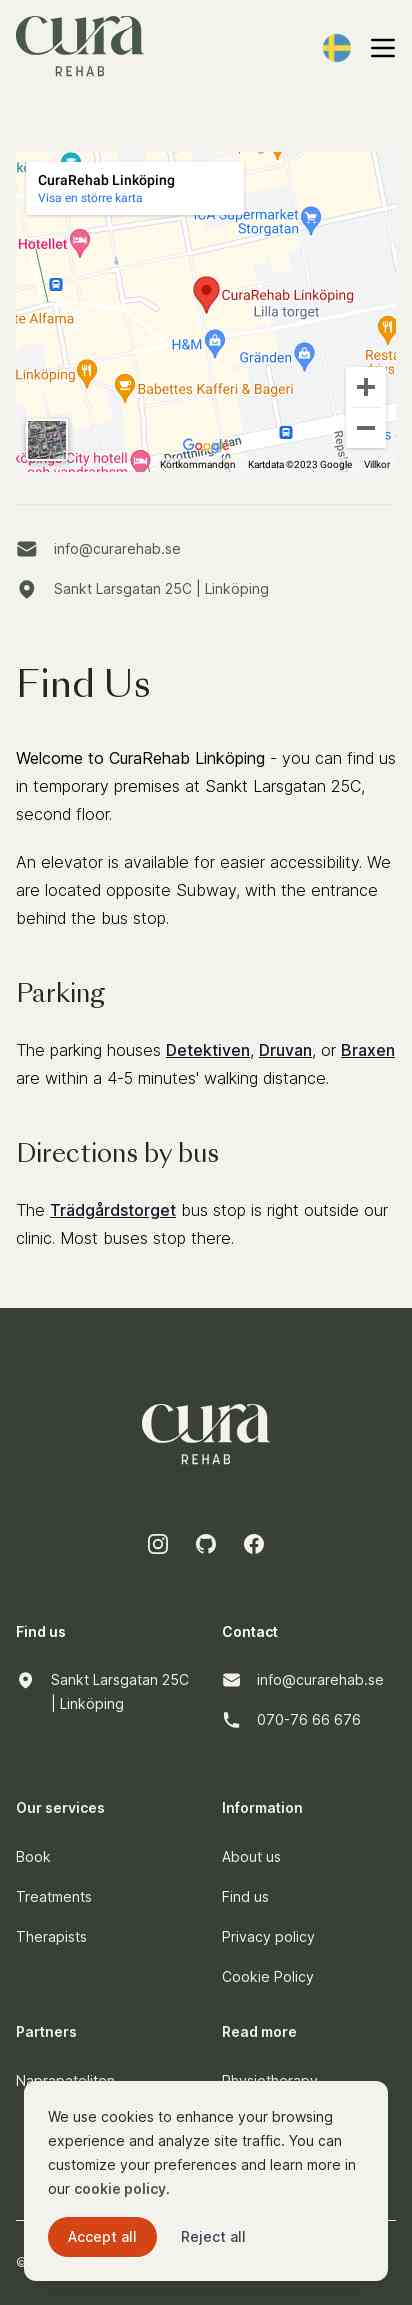 cura
REHAB
CuraRehab Linköping
Visa en större karta
ICA Supermarket
Storgatan
Hotellet
CuraRehab Linköping
Lilla torget
te Alfama
H&M
Gränden
Resta
Linköping
Babettes Kafferi & Bageri
Google
Drottninggatan
City hotell
och vandrarhem
Kortkommandon
Kartdata ©2023 Google
Villkor
info@curarehab.se
Sankt Larsgatan 25C | Linköping
Find Us
Welcome to CuraRehab Linköping - you can find us
in temporary premises at Sankt Larsgatan 25C,
second floor.
An elevator is available for easier accessibility. We
are located opposite Subway, with the entrance
behind the bus stop.
Parking
The parking houses Detektiven, Druvan, or Braxen
are within a 4-5 minutes' walking distance.
Directions by bus
The Trädgårdstorget bus stop is right outside our
clinic. Most buses stop there.
cura
REHAB
Find us
Contact
Sankt Larsgatan 25C
| Linköping
info@curarehab.se
070-76 66 676
Our services
Information
Book
About us
Treatments
Find us
Therapists
Privacy policy
Cookie Policy
Partners
Read more
Naprapateliten
Physiotherapy
We use cookies to enhance your browsing
experience and analyze site traffic. You can
customize your preferences and learn more in
our cookie policy.
Accept all
Reject all
©